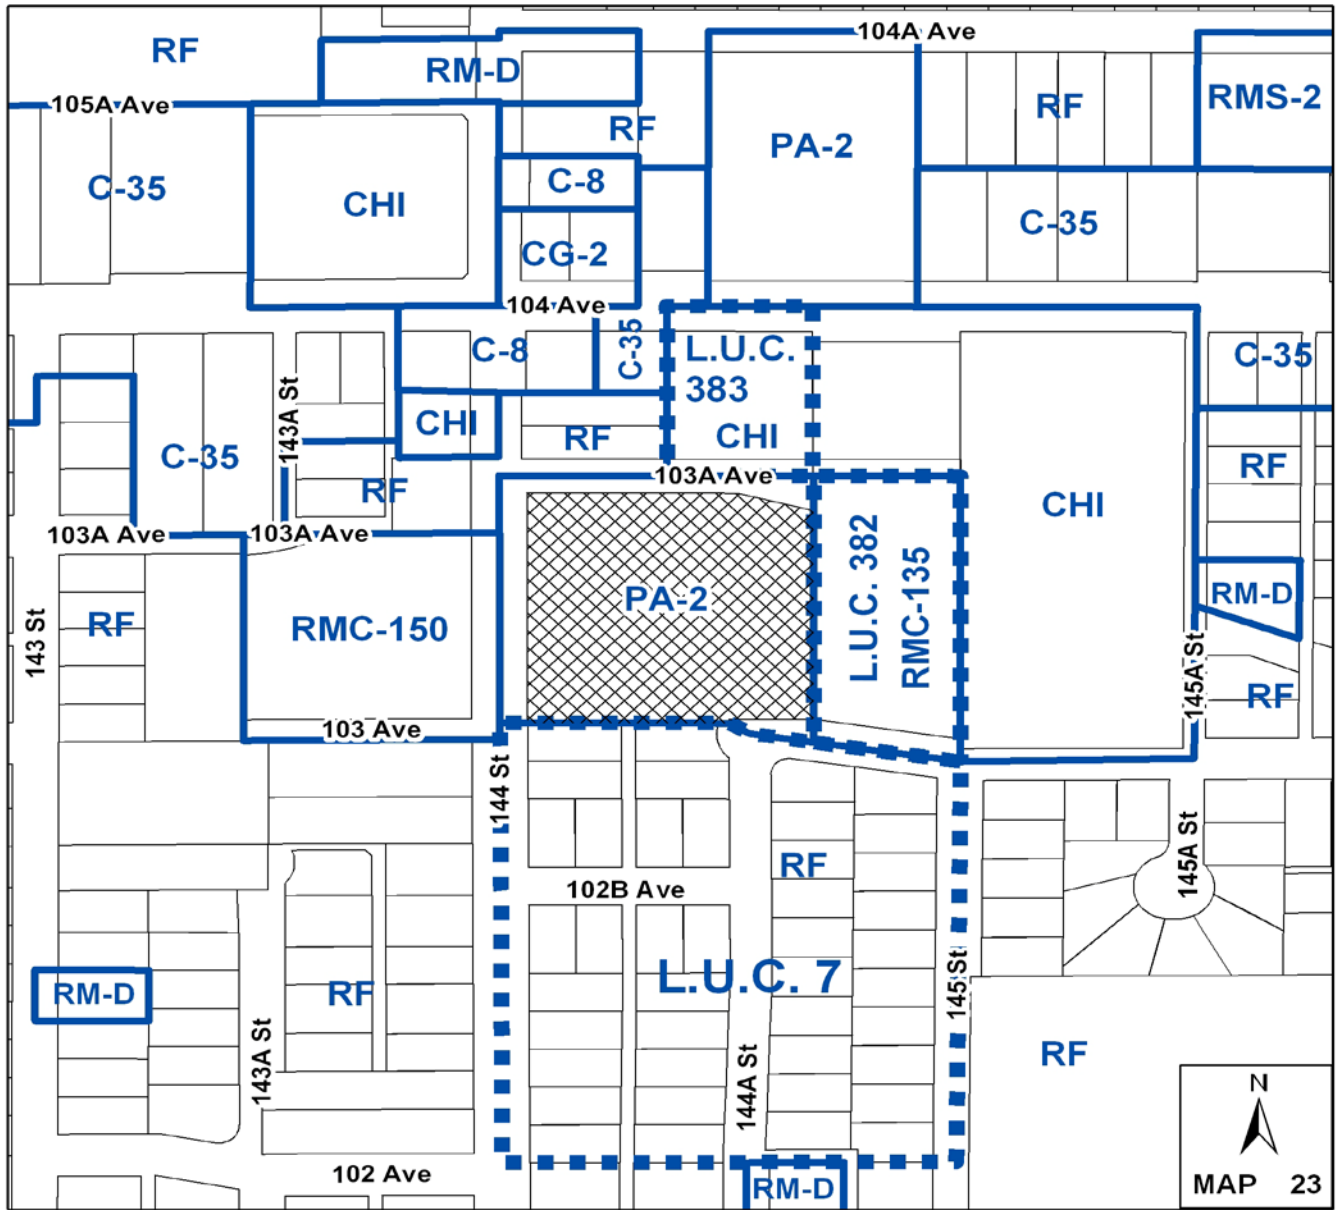 104A Ave
RF
RM-D
105A Ave
RF
PA-2
RF
RMS-2
C-35
CHI
C-8
CG-2
C-35
104 Ave
C-8
C-35
L.U.C.
383
CHI
C-35
143A St
CHI
RF
C-35
RF
103A Ave
RF
CHI
103A Ave
103A Ave
143 St
RF
RMC-150
PA-2
L.U.C. 382
RMC-135
RM-D
145A St
RF
103 Ave
144 St
RF
145A St
102B Ave
L.U.C. 7
145 St
RM-D
RF
143A St
144A St
RF
102 Ave
RM-D
N
MAP 23